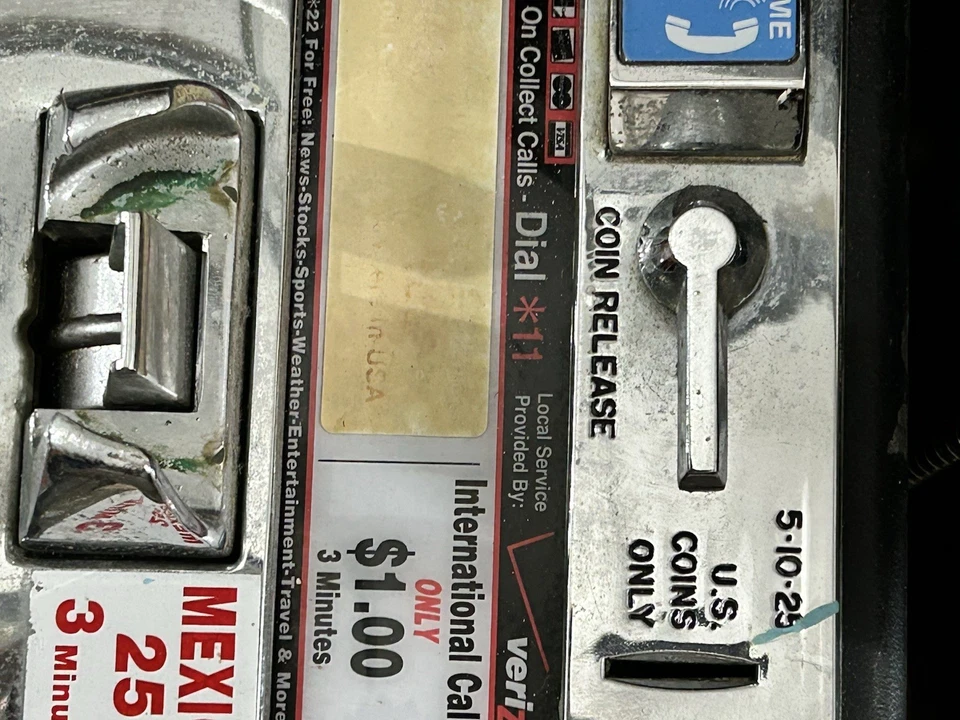 ME
5·10·25
U.S.
COINS
ONLY
COIN RELEASE
On Collect Calls - Dial *11
Local Service
Provided By:
veriz
International Cal
ONLY
$1.00
3 Minutes
in USA
*22 For Free: News-Stocks-Sports-Weather-Entertainment-Travel & More
MEXI
25
3 Minu